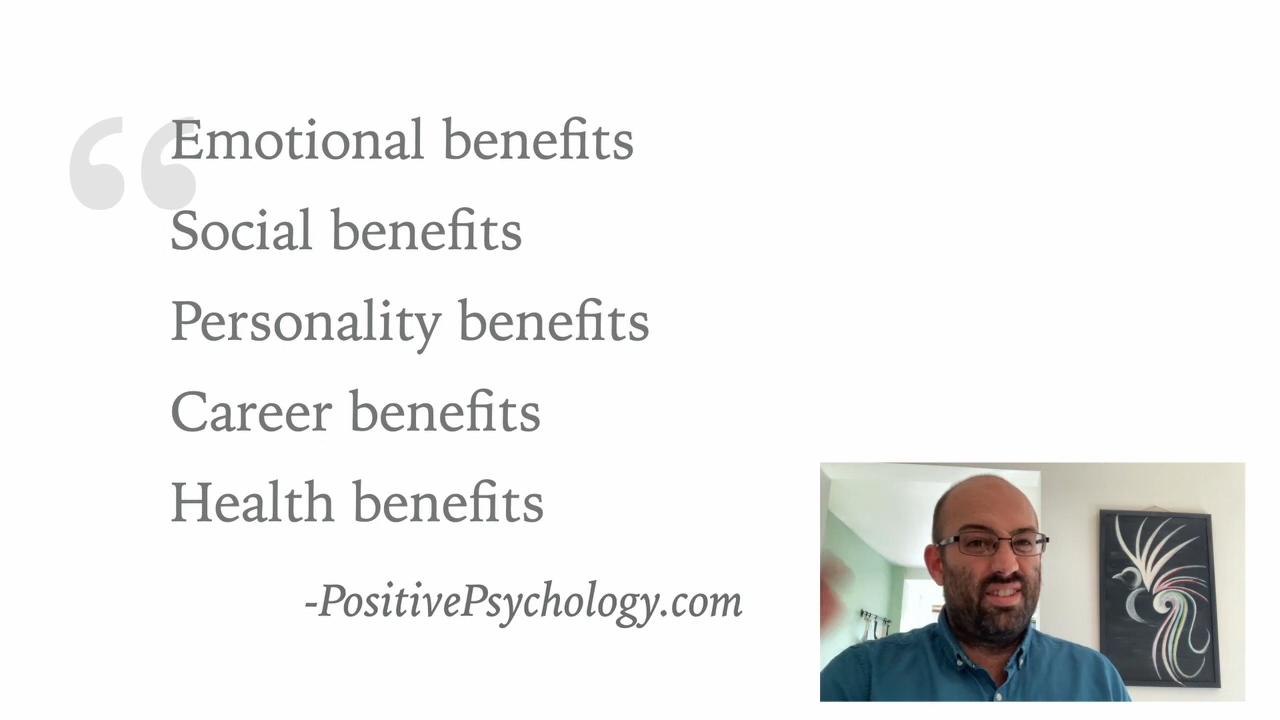 “
Emotional benefits
Social benefits
Personality benefits
Career benefits
Health benefits
-PositivePsychology.com